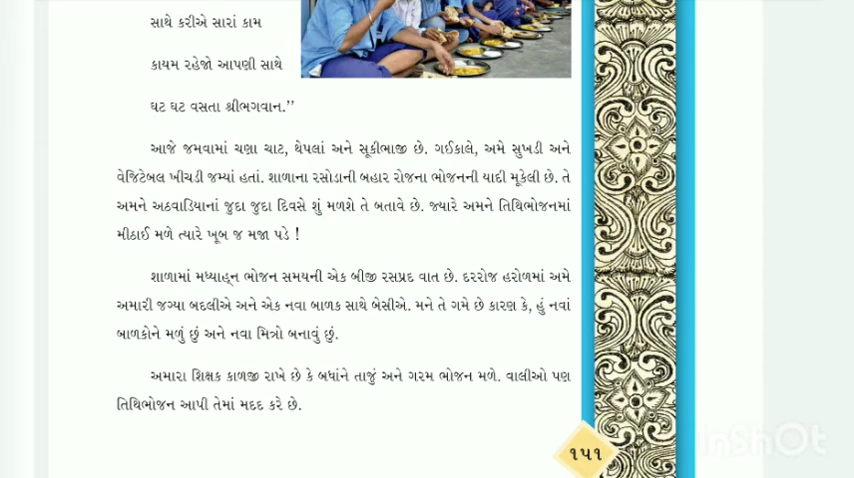 સાથે કરીએ સારાં કામ
કાયમ રહેજો આપણી સાથે
ઘટ ઘટ વસતા શ્રીભગવાન.’’
આજે જમવામાં ચણા ચાટ, થેપલાં અને સૂકીભાજી છે. ગઈકાલે, અમે સુખડી અને
વેજિટેબલ ખીચડી જમ્યાં હતાં. શાળાના રસોડાની બહાર રોજના ભોજનની યાદી મૂકેલી છે. તે
અમને અઠવાડિયાનાં જુદા જુદા દિવસે શું મળશે તે બતાવે છે. જ્યારે અમને તિથિભોજનમાં
મીઠાઈ મળે ત્યારે ખૂબ જ મજા પડે !
શાળામાં મધ્યાહ્ન ભોજન સમયની એક બીજી રસપ્રદ વાત છે. દરરોજ હરોળમાં અમે
અમારી જગ્યા બદલીએ અને એક નવા બાળક સાથે બેસીએ. મને તે ગમે છે કારણ કે, હું નવાં
બાળકોને મળું છું અને નવા મિત્રો બનાવું છું.
અમારા શિક્ષક કાળજી રાખે છે કે બધાંને તાજું અને ગરમ ભોજન મળે. વાલીઓ પણ
તિથિભોજન આપી તેમાં મદદ કરે છે.
૧૫૧
InShOt